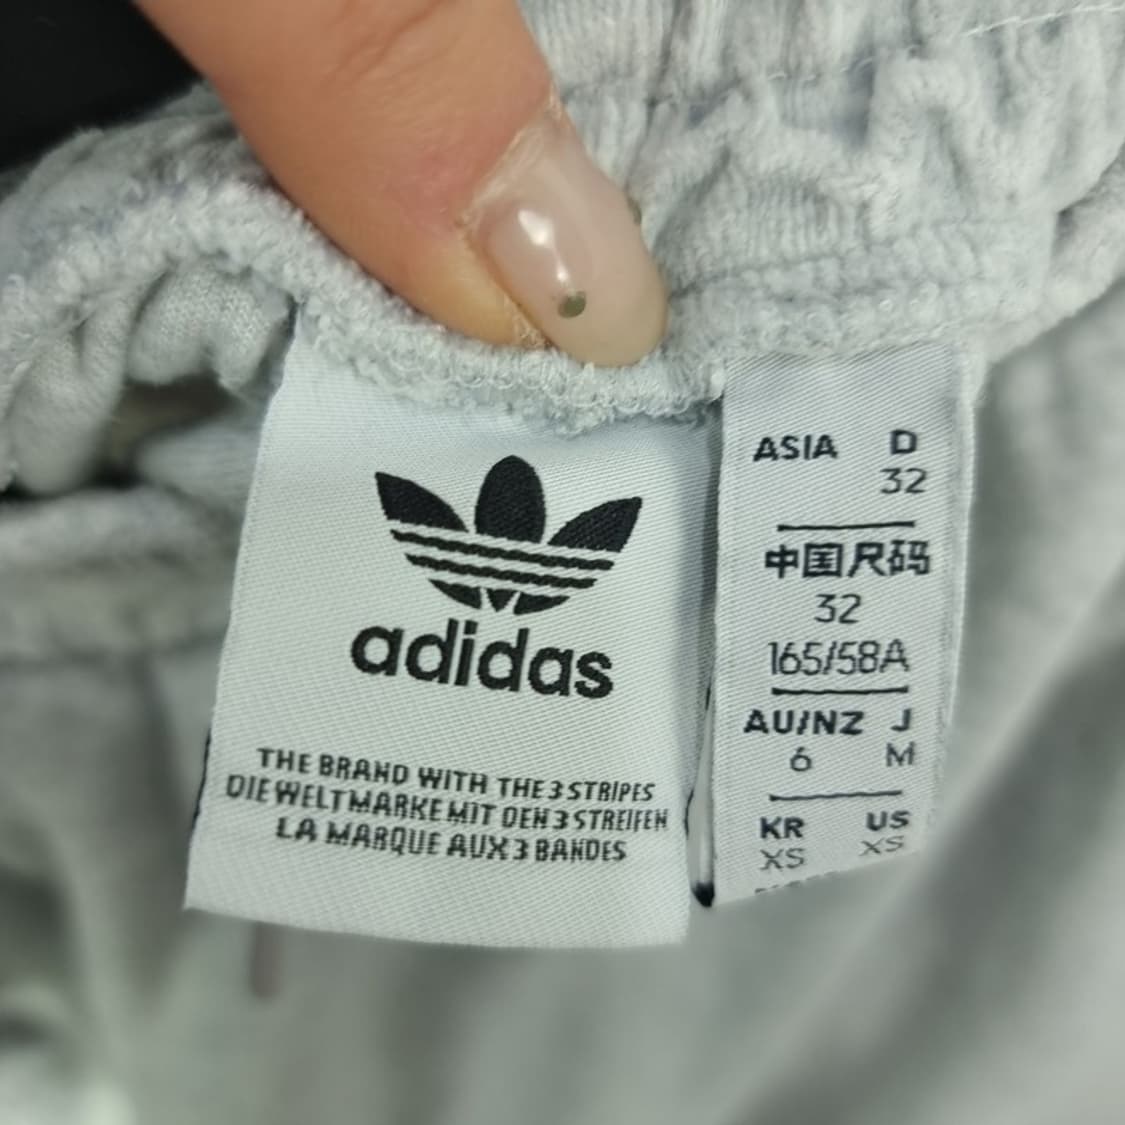 adidas
THE BRAND WITH THE 3 STRIPES
DIE WELTMARKE MIT DEN 3 STREIFEN
LA MARQUE AUX 3 BANDES
ASIA D
32
中国尺码
32
165/58A
AU/NZ J
6 M
KR US
XS XS